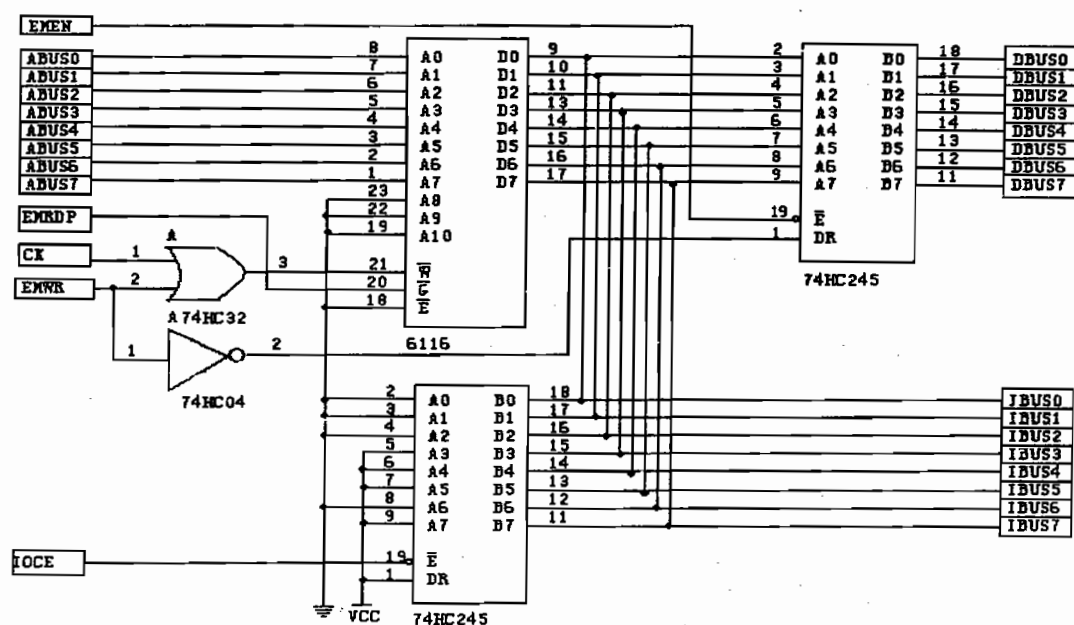 EMEN
ABUS0 8 A0 D0 9 2 A0 B0 18 DBUS0
ABUS1 7 A1 D1 10 3 A1 B1 17 DBUS1
ABUS2 6 A2 D2 11 4 A2 B2 16 DBUS2
ABUS3 5 A3 D3 13 5 A3 B3 15 DBUS3
ABUS4 4 A4 D4 14 6 A4 B4 14 DBUS4
ABUS5 3 A5 D5 15 7 A5 B5 13 DBUS5
ABUS6 2 A6 D6 16 8 A6 B6 12 DBUS6
ABUS7 1 A7 D7 17 9 A7 B7 11 DBUS7
23 A8
22 A9
19 A10
EMRDP
19 E
1 DR
74HC245
A
CK 1
EMWR 2
3
A 74HC32
21 W
20 G
18 E
6116
1 2
74HC04
2 A0 B0 18 IBUS0
3 A1 B1 17 IBUS1
4 A2 B2 16 IBUS2
5 A3 B3 15 IBUS3
6 A4 B4 14 IBUS4
7 A5 B5 13 IBUS5
8 A6 B6 12 IBUS6
9 A7 B7 11 IBUS7
IOCE 19 E
1 DR
VCC
74HC245